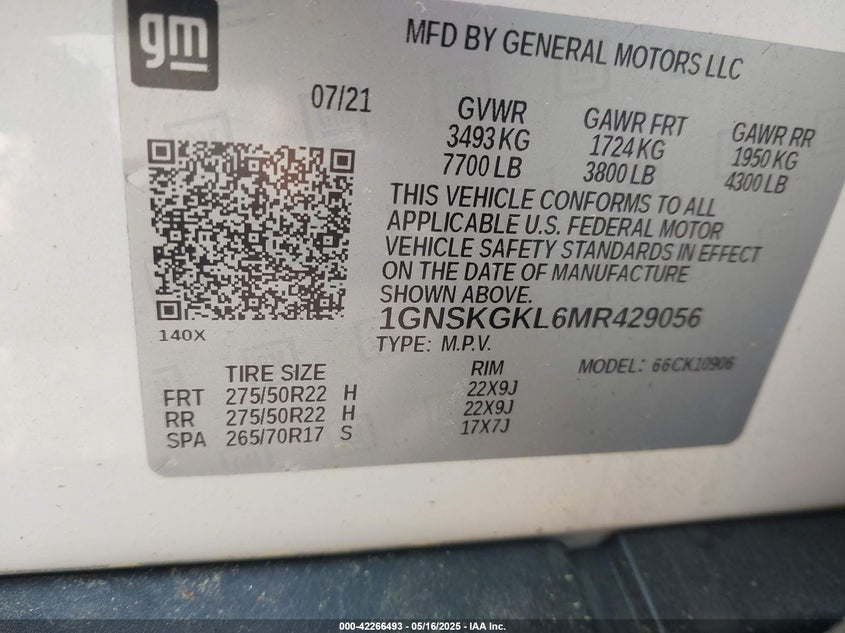 gm
MFD BY GENERAL MOTORS LLC
07/21
GVWR
3493 KG
7700 LB
GAWR FRT
1724 KG
3800 LB
GAWR RR
1950 KG
4300 LB
THIS VEHICLE CONFORMS TO ALL
APPLICABLE U.S. FEDERAL MOTOR
VEHICLE SAFETY STANDARDS IN EFFECT
ON THE DATE OF MANUFACTURE
SHOWN ABOVE.
1GNSKGKL6MR429056
TYPE: M.P.V.
140X
TIRE SIZE RIM MODEL: 66CK10906
FRT 275/50R22 H 22X9J
RR 275/50R22 H 22X9J
SPA 265/70R17 S 17X7J
000-42266493 - 05/16/2025 - IAA Inc.